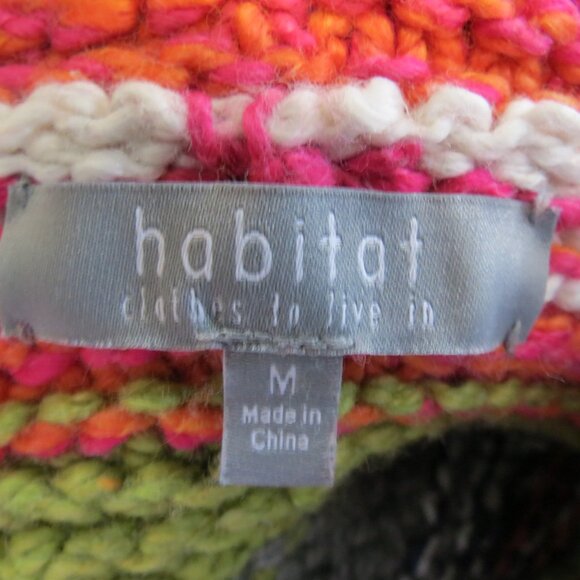 habitat
clothes to live in
M
Made in
China